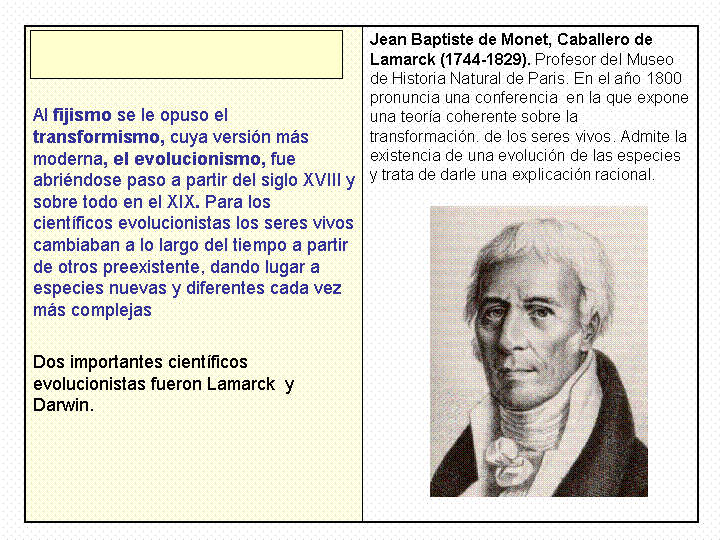 Al fijismo se le opuso el
transformismo, cuya versión más
moderna, el evolucionismo, fue
abriéndose paso a partir del siglo XVIII y
sobre todo en el XIX. Para los
científicos evolucionistas los seres vivos
cambiaban a lo largo del tiempo a partir
de otros preexistente, dando lugar a
especies nuevas y diferentes cada vez
más complejas
Dos importantes científicos
evolucionistas fueron Lamarck y
Darwin.
Jean Baptiste de Monet, Caballero de
Lamarck (1744-1829). Profesor del Museo
de Historia Natural de Paris. En el año 1800
pronuncia una conferencia en la que expone
una teoría coherente sobre la
transformación. de los seres vivos. Admite la
existencia de una evolución de las especies
y trata de darle una explicación racional.